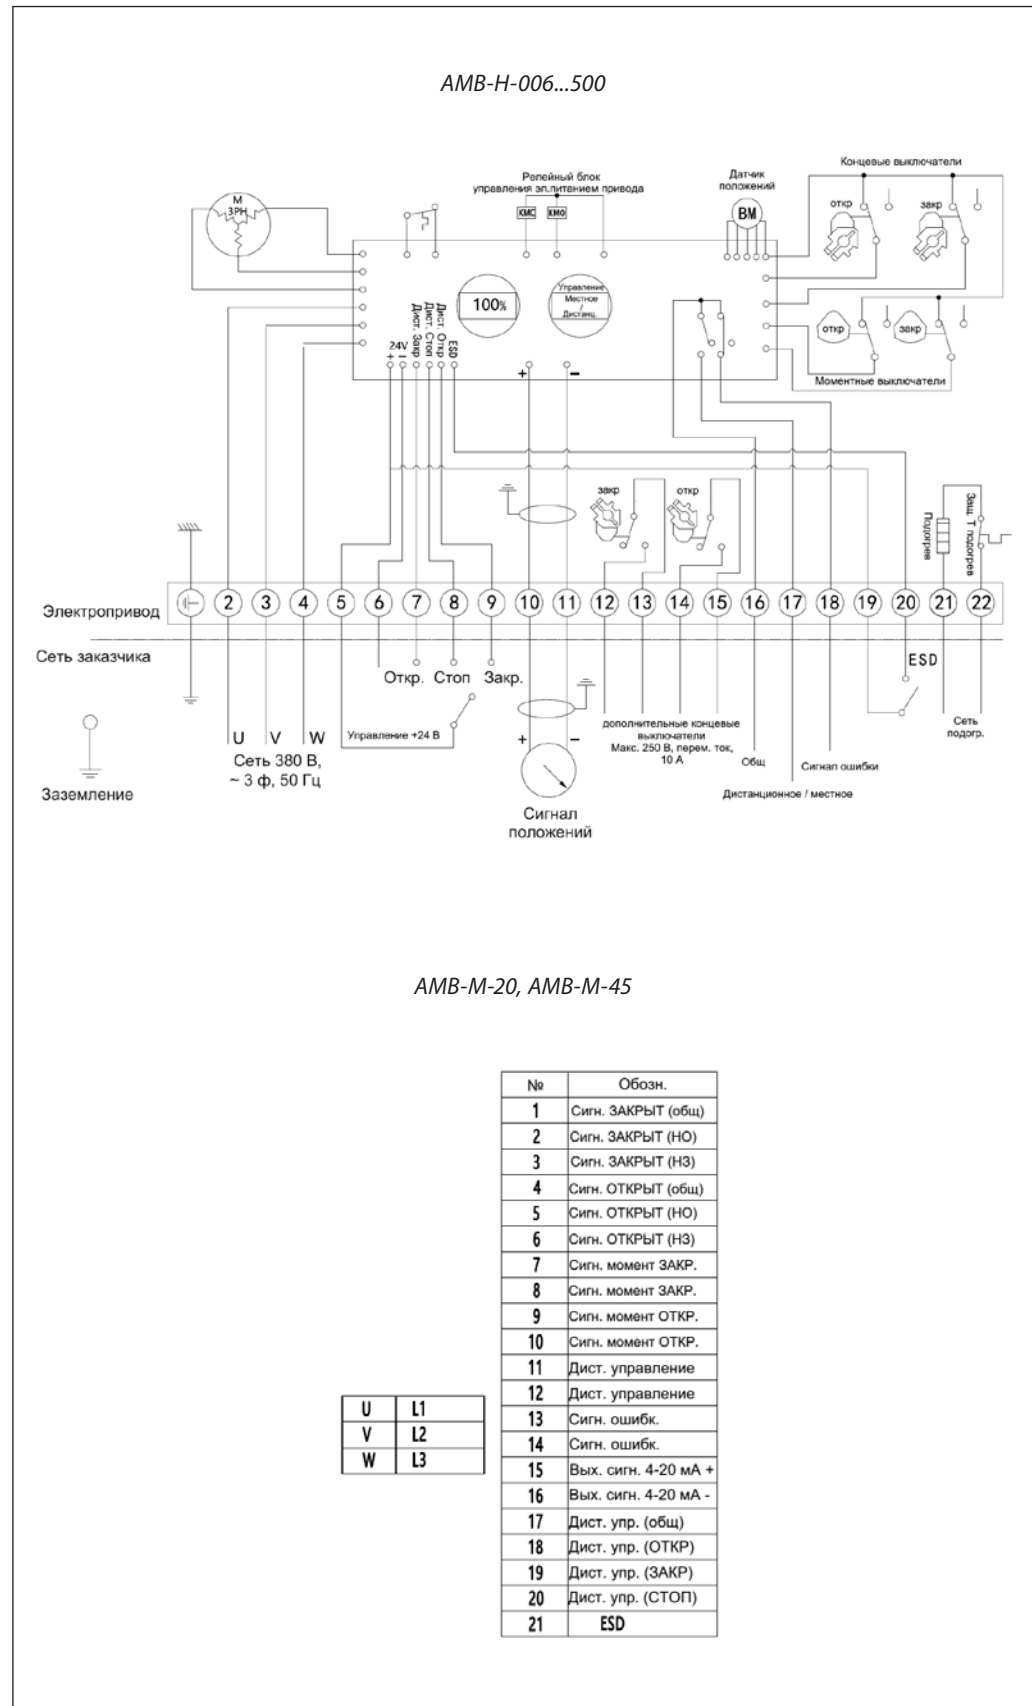 AMB-H-006...500
Концевые выключатели
Релейный блок
управления эл.питанием привода
Датчик
положений
М
3PH
КМС
КМО
BM
откр
закр
100%
Управление
Местное
/
Дистанц.
24V
+
−
Дист. Закр
Дист. Стоп
Дист. Откр
ESD
+
−
откр
закр
Моментные выключатели
закр
откр
Подогрев
Защ. Т подогрев
Электропривод
2
3
4
5
6
7
8
9
10
11
12
13
14
15
16
17
18
19
20
21
22
Сеть заказчика
Откр.
Стоп
Закр.
ESD
U
V
W
Управление +24 В
Сеть 380 В,
~ 3 ф, 50 Гц
Заземление
+
−
Сигнал
положений
дополнительные концевые
выключатели
Макс. 250 В, перем. ток,
10 А
Общ
Дистанционное / местное
Сигнал ошибки
Сеть
подогр.
AMB-M-20, AMB-M-45
№ Обозн.
1 Сигн. ЗАКРЫТ (общ)
2 Сигн. ЗАКРЫТ (НО)
3 Сигн. ЗАКРЫТ (НЗ)
4 Сигн. ОТКРЫТ (общ)
5 Сигн. ОТКРЫТ (НО)
6 Сигн. ОТКРЫТ (НЗ)
7 Сигн. момент ЗАКР.
8 Сигн. момент ЗАКР.
9 Сигн. момент ОТКР.
10 Сигн. момент ОТКР.
11 Дист. управление
12 Дист. управление
13 Сигн. ошибк.
14 Сигн. ошибк.
15 Вых. сигн. 4-20 мА +
16 Вых. сигн. 4-20 мА -
17 Дист. упр. (общ)
18 Дист. упр. (ОТКР)
19 Дист. упр. (ЗАКР)
20 Дист. упр. (СТОП)
21 ESD
U L1
V L2
W L3